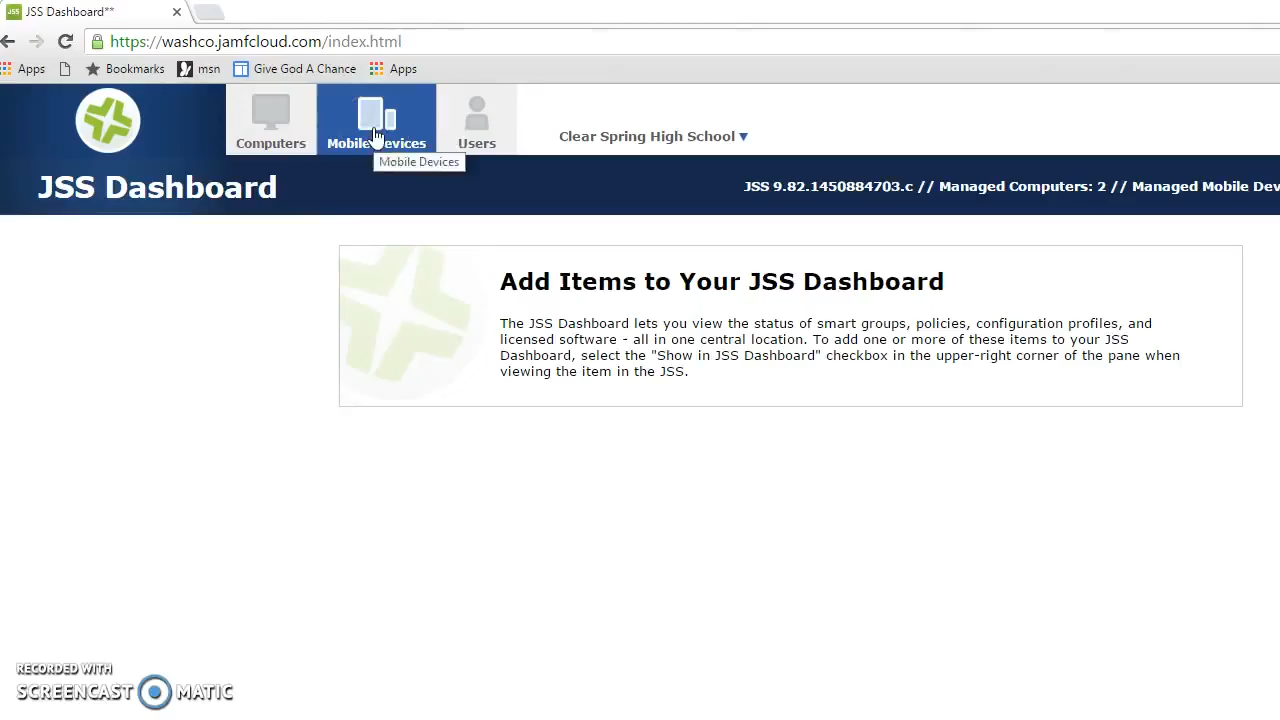 JSS
JSS Dashboard**
https://washco.jamfcloud.com/index.html
Apps
Bookmarks
msn
Give God A Chance
Apps
Computers
Mobile Devices
Users
Clear Spring High School ▼
Mobile Devices
JSS Dashboard
JSS 9.82.1450884703.c // Managed Computers: 2 // Managed Mobile Dev
Add Items to Your JSS Dashboard
The JSS Dashboard lets you view the status of smart groups, policies, configuration profiles, and
licensed software - all in one central location. To add one or more of these items to your JSS
Dashboard, select the "Show in JSS Dashboard" checkbox in the upper-right corner of the pane when
viewing the item in the JSS.
RECORDED WITH
SCREENCAST MATIC